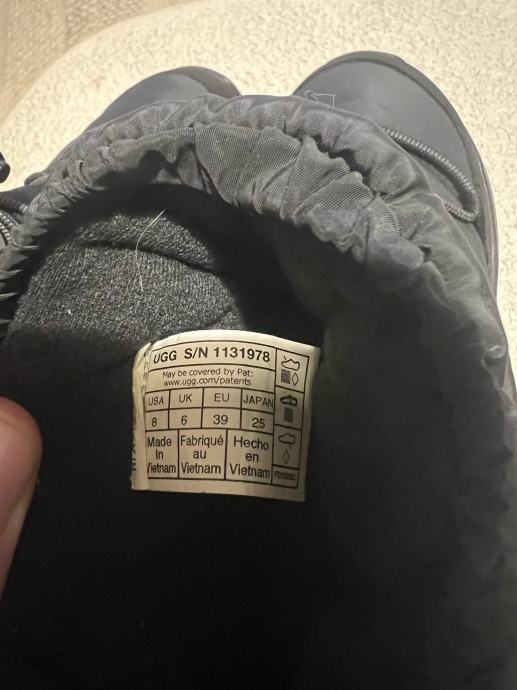 UGG S/N 1131978
May be covered by Pat:
www.ugg.com/patents
USA UK EU JAPAN
8 6 39 25
Made Fabriqué Hecho
In au en
Vietnam Vietnam Vietnam